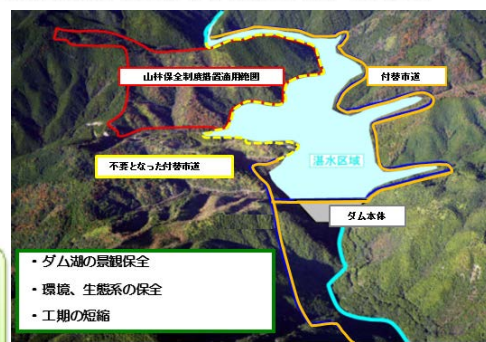 山林保全制度措置適用範囲
付替市道
不要となった付替市道
湛水区域
ダム本体
・ダム湖の景観保全
・環境、生態系の保全
・工期の短縮